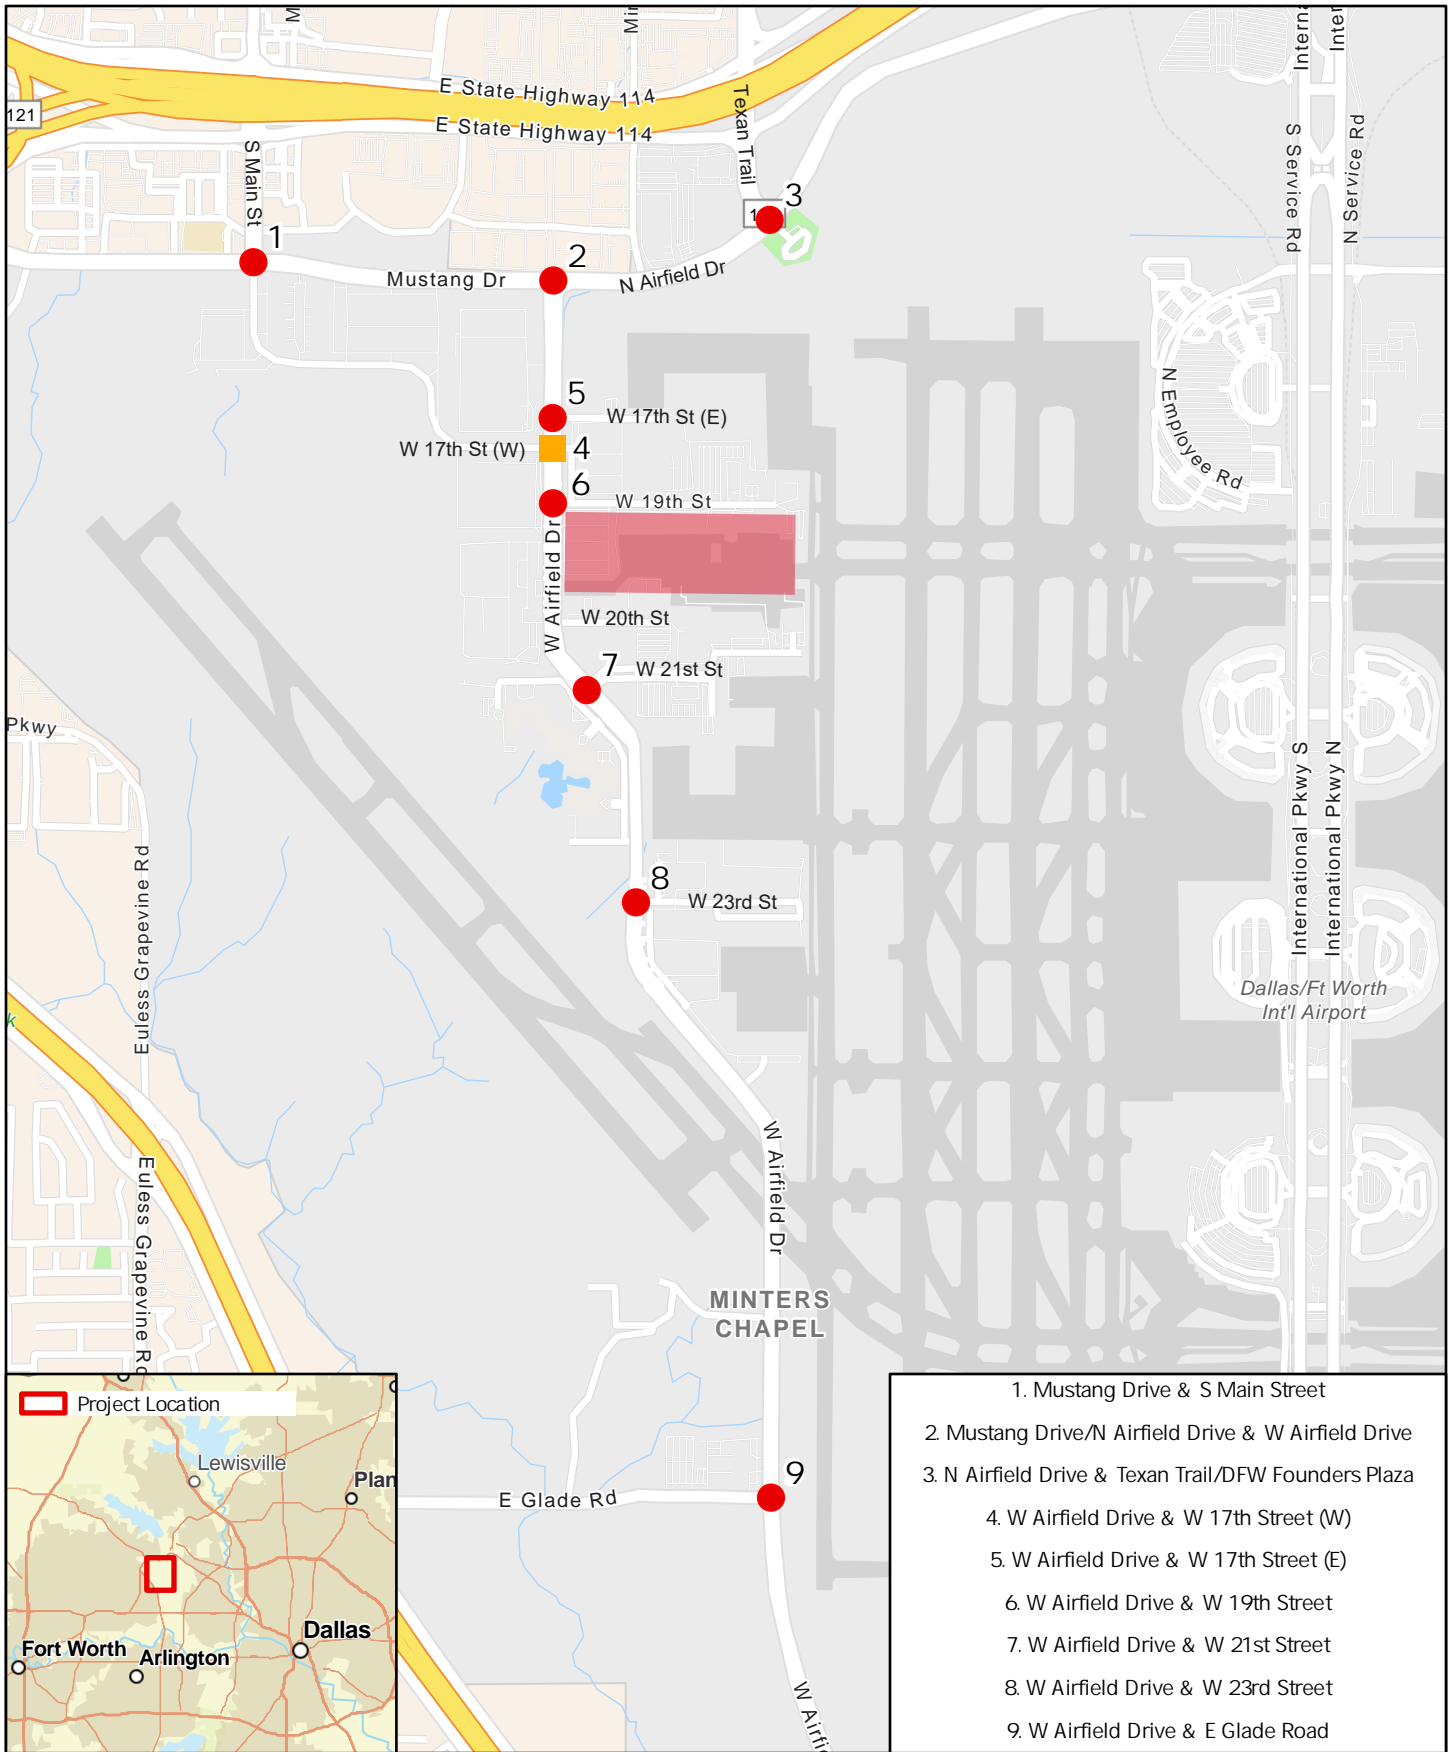 M
Min
Interna
Inter
E State Highway 114
121
E State Highway 114
Texan Trail
S Main St
S Service Rd
N Service Rd
3
1
1
2
Mustang Dr
N Airfield Dr
5
W 17th St (E)
N Employee Rd
W 17th St (W)
4
6
W 19th St
W Airfield Dr
W 20th St
7
W 21st St
Pkwy
International Pkwy S
International Pkwy N
Euless Grapevine Rd
8
W 23rd St
Dallas/Ft Worth
Int'l Airport
k
W Airfield Dr
Euless Grapevine Rd
MINTERS
CHAPEL
9
E Glade Rd
W Airfi
Project Location
Lewisville
Plan
Dallas
Fort Worth
Arlington
1. Mustang Drive & S Main Street
2. Mustang Drive/N Airfield Drive & W Airfield Drive
3. N Airfield Drive & Texan Trail/DFW Founders Plaza
4. W Airfield Drive & W 17th Street (W)
5. W Airfield Drive & W 17th Street (E)
6. W Airfield Drive & W 19th Street
7. W Airfield Drive & W 21st Street
8. W Airfield Drive & W 23rd Street
9. W Airfield Drive & E Glade Road